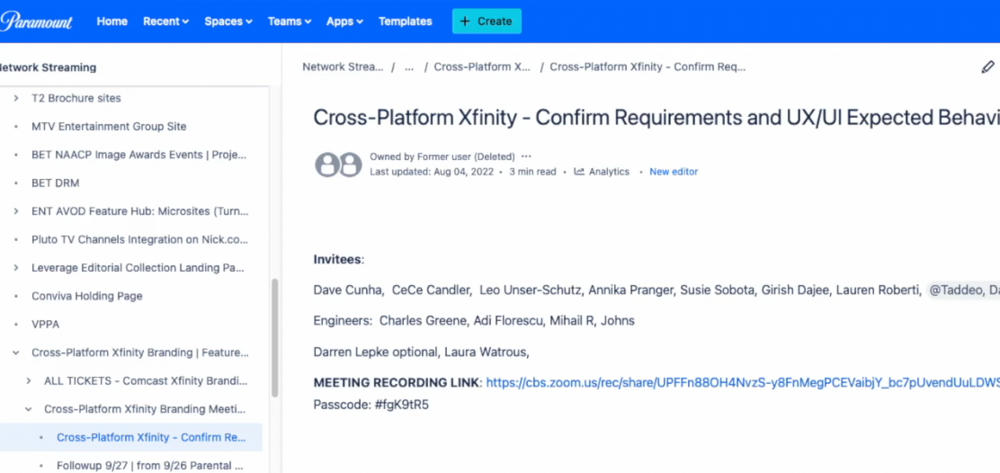 Paramount Home Recent Spaces Teams Apps Templates + Create
Network Streaming
T2 Brochure sites
MTV Entertainment Group Site
BET NAACP Image Awards Events | Proje...
BET DRM
ENT AVOD Feature Hub: Microsites (Turn...
Pluto TV Channels Integration on Nick.co...
Leverage Editorial Collection Landing Pa...
Conviva Holding Page
VPPA
Cross-Platform Xfinity Branding | Feature...
ALL TICKETS - Comcast Xfinity Brandi...
Cross-Platform Xfinity Branding Meeti...
Cross-Platform Xfinity - Confirm Re...
Followup 9/27 | from 9/26 Parental ...
Network Strea... / ... / Cross-Platform X... / Cross-Platform Xfinity - Confirm Req...
Cross-Platform Xfinity - Confirm Requirements and UX/UI Expected Behavi
Owned by Former user (Deleted) ...
Last updated: Aug 04, 2022 • 3 min read • Analytics • New editor
Invitees:
Dave Cunha, CeCe Candler, Leo Unser-Schutz, Annika Pranger, Susie Sobota, Girish Dajee, Lauren Roberti, @Taddeo, Da
Engineers: Charles Greene, Adi Florescu, Mihail R, Johns
Darren Lepke optional, Laura Watrous,
MEETING RECORDING LINK: https://cbs.zoom.us/rec/share/UPFFn88OH4NvzS-y8FnMegPCEVaibjY_bc7pUvendUuLDWS
Passcode: #fgK9tR5